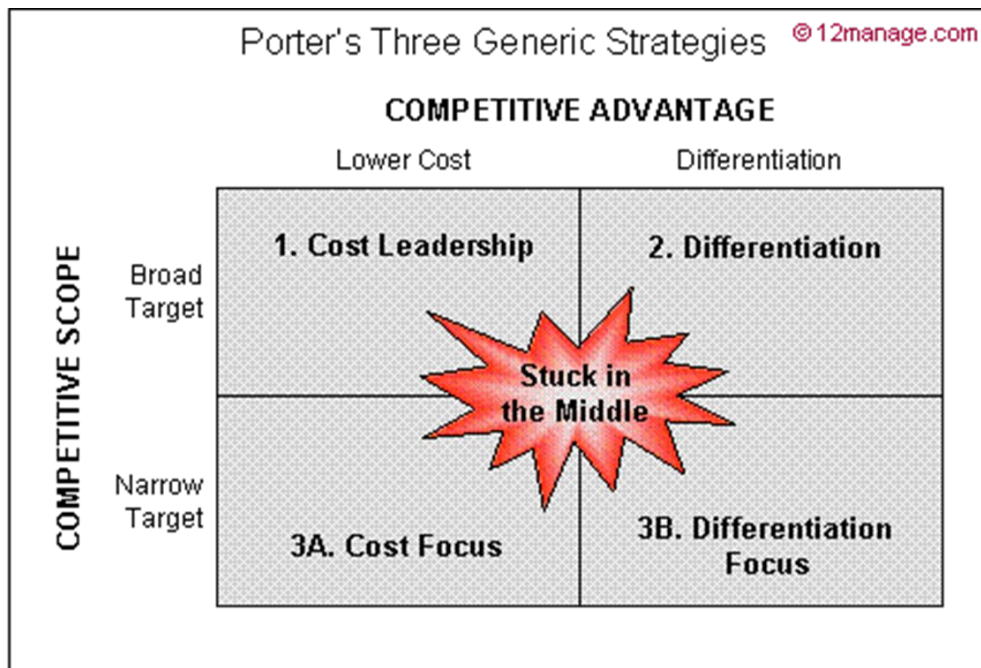 Porter's Three Generic Strategies
©12manage.com
COMPETITIVE ADVANTAGE
Lower Cost
Differentiation
COMPETITIVE SCOPE
Broad
Target
1. Cost Leadership
2. Differentiation
Stuck in
the Middle
Narrow
Target
3A. Cost Focus
3B. Differentiation
Focus